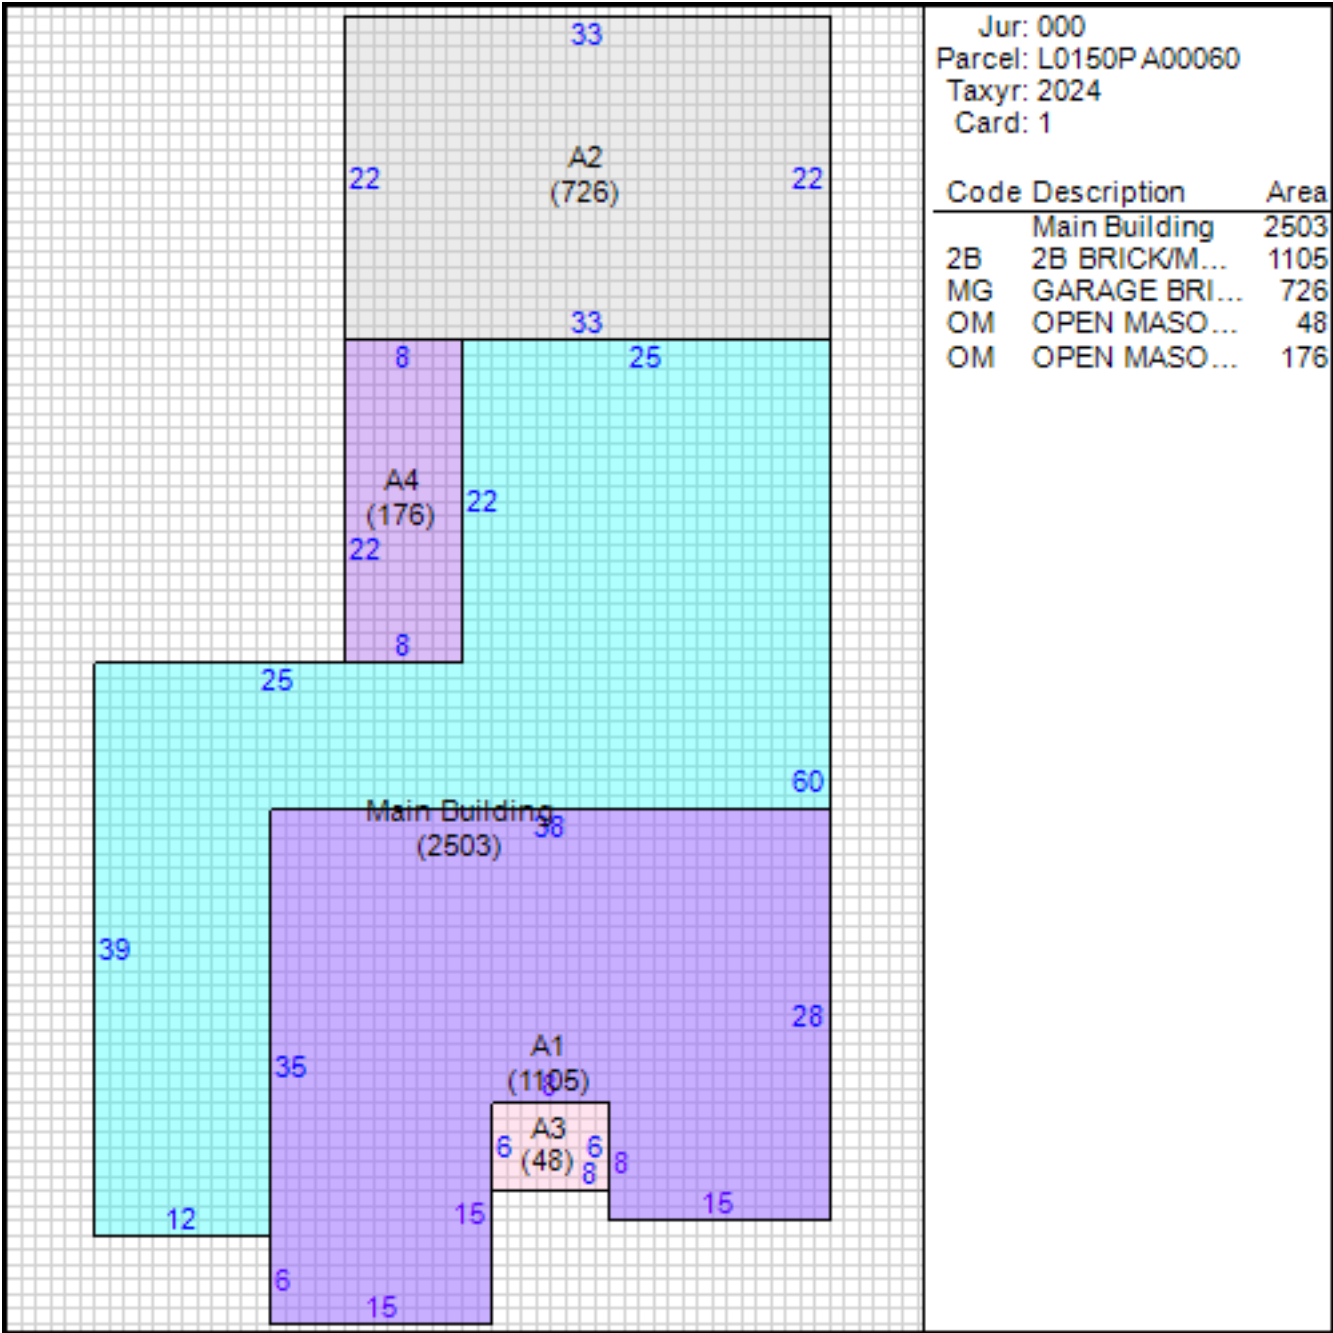 33
A2
(726)
22
22
33
8
25
A4
(176)
22
22
8
25
60
Main Building
38
(2503)
39
28
35
A1
(1105)
8
A3
6
6
(48)
8
8
15
12
15
6
15
Jur: 000
Parcel: L0150P A00060
Taxyr: 2024
Card: 1
Code Description Area
Main Building 2503
2B 2B BRICK/M... 1105
MG GARAGE BRI... 726
OM OPEN MASO... 48
OM OPEN MASO... 176